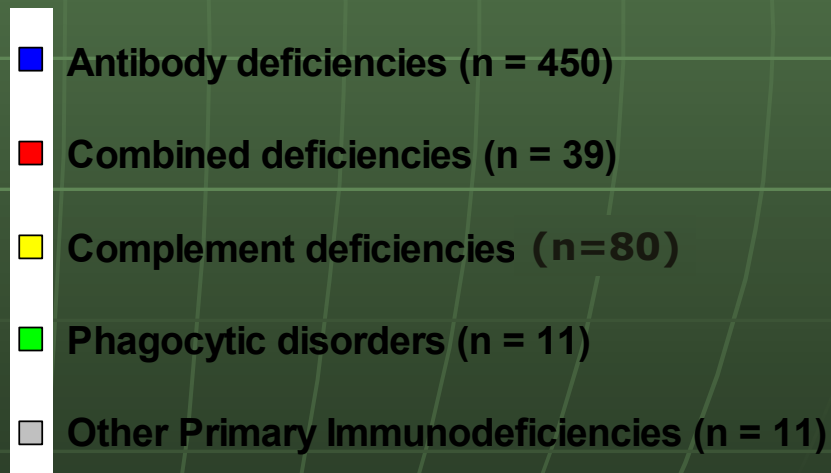 Antibody deficiencies (n = 450)
Combined deficiencies (n = 39)
Complement deficiencies (n=80)
Phagocytic disorders (n = 11)
Other Primary Immunodeficiencies (n = 11)